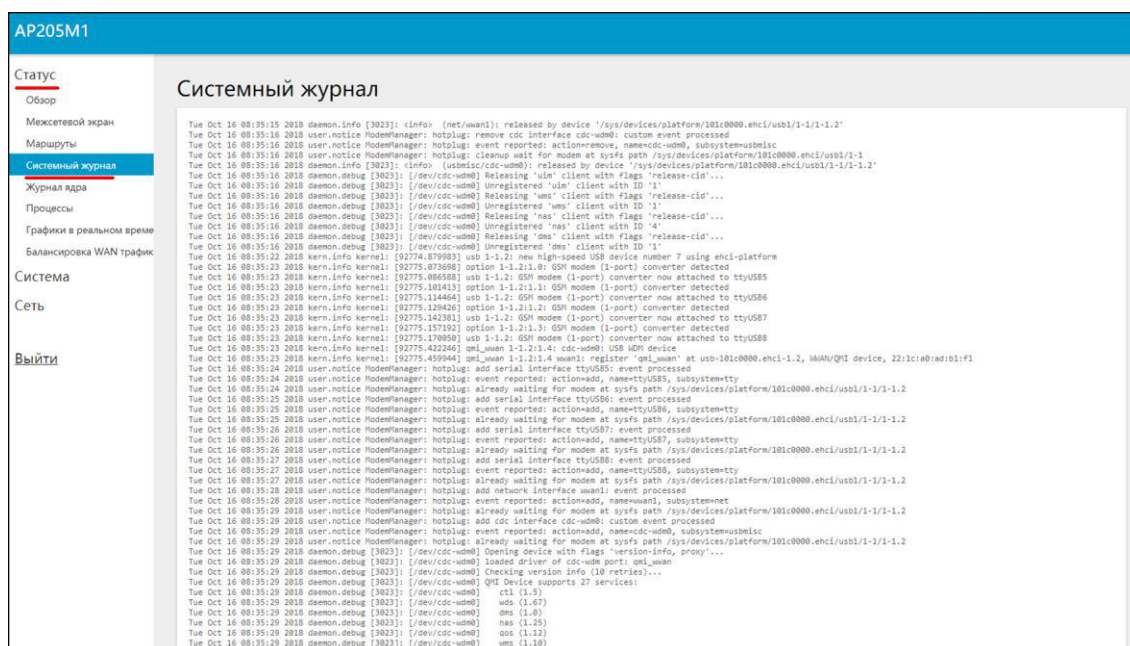 AP205M1
Статус
Обзор
Межсетевой экран
Маршруты
Системный журнал
Журнал ядра
Процессы
Графики в реальном време
Балансировка WAN трафик
Система
Сеть
Выйти
Системный журнал
Tue Oct 16 08:35:15 2018 daemon.info [3023]: <info>  (net/wwan1): released by device '/sys/devices/platform/101c0000.ehci/usb1/1-1/1-1.2'
Tue Oct 16 08:35:16 2018 user.notice ModemManager: hotplug: remove cdc interface cdc-wdm0: custom event processed
Tue Oct 16 08:35:16 2018 user.notice ModemManager: hotplug: event reported: action=remove, name=cdc-wdm0, subsystem=usbmisc
Tue Oct 16 08:35:16 2018 user.notice ModemManager: hotplug: cleanup wait for modem at sysfs path /sys/devices/platform/101c0000.ehci/usb1/1-1
Tue Oct 16 08:35:16 2018 daemon.info [3023]: <info>  (usbmisc/cdc-wdm0): released by device '/sys/devices/platform/101c0000.ehci/usb1/1-1/1-1.2'
Tue Oct 16 08:35:16 2018 daemon.debug [3023]: [/dev/cdc-wdm0] Releasing 'uim' client with flags 'release-cid'...
Tue Oct 16 08:35:16 2018 daemon.debug [3023]: [/dev/cdc-wdm0] Unregistered 'uim' client with ID '1'
Tue Oct 16 08:35:16 2018 daemon.debug [3023]: [/dev/cdc-wdm0] Releasing 'wms' client with flags 'release-cid'...
Tue Oct 16 08:35:16 2018 daemon.debug [3023]: [/dev/cdc-wdm0] Unregistered 'wms' client with ID '1'
Tue Oct 16 08:35:16 2018 daemon.debug [3023]: [/dev/cdc-wdm0] Releasing 'nas' client with flags 'release-cid'...
Tue Oct 16 08:35:16 2018 daemon.debug [3023]: [/dev/cdc-wdm0] Unregistered 'nas' client with ID '4'
Tue Oct 16 08:35:16 2018 daemon.debug [3023]: [/dev/cdc-wdm0] Releasing 'dms' client with flags 'release-cid'...
Tue Oct 16 08:35:16 2018 daemon.debug [3023]: [/dev/cdc-wdm0] Unregistered 'dms' client with ID '1'
Tue Oct 16 08:35:22 2018 kern.info kernel: [92774.879983] usb 1-1.2: new high-speed USB device number 7 using ehci-platform
Tue Oct 16 08:35:23 2018 kern.info kernel: [92775.073698] option 1-1.2:1.0: GSM modem (1-port) converter detected
Tue Oct 16 08:35:23 2018 kern.info kernel: [92775.086588] usb 1-1.2: GSM modem (1-port) converter now attached to ttyUSB5
Tue Oct 16 08:35:23 2018 kern.info kernel: [92775.101413] option 1-1.2:1.1: GSM modem (1-port) converter detected
Tue Oct 16 08:35:23 2018 kern.info kernel: [92775.114464] usb 1-1.2: GSM modem (1-port) converter now attached to ttyUSB6
Tue Oct 16 08:35:23 2018 kern.info kernel: [92775.129426] option 1-1.2:1.2: GSM modem (1-port) converter detected
Tue Oct 16 08:35:23 2018 kern.info kernel: [92775.142381] usb 1-1.2: GSM modem (1-port) converter now attached to ttyUSB7
Tue Oct 16 08:35:23 2018 kern.info kernel: [92775.157192] option 1-1.2:1.3: GSM modem (1-port) converter detected
Tue Oct 16 08:35:23 2018 kern.info kernel: [92775.170050] usb 1-1.2: GSM modem (1-port) converter now attached to ttyUSB8
Tue Oct 16 08:35:23 2018 kern.info kernel: [92775.422246] qmi_wwan 1-1.2:1.4: cdc-wdm0: USB WDM device
Tue Oct 16 08:35:23 2018 kern.info kernel: [92775.459944] qmi_wwan 1-1.2:1.4 wwan1: register 'qmi_wwan' at usb-101c0000.ehci-1.2, WWAN/QMI device, 22:1c:a0:ad:b1:f1
Tue Oct 16 08:35:24 2018 user.notice ModemManager: hotplug: add serial interface ttyUSB5: event processed
Tue Oct 16 08:35:24 2018 user.notice ModemManager: hotplug: event reported: action=add, name=ttyUSB5, subsystem=tty
Tue Oct 16 08:35:24 2018 user.notice ModemManager: hotplug: already waiting for modem at sysfs path /sys/devices/platform/101c0000.ehci/usb1/1-1/1-1.2
Tue Oct 16 08:35:25 2018 user.notice ModemManager: hotplug: add serial interface ttyUSB6: event processed
Tue Oct 16 08:35:25 2018 user.notice ModemManager: hotplug: event reported: action=add, name=ttyUSB6, subsystem=tty
Tue Oct 16 08:35:25 2018 user.notice ModemManager: hotplug: already waiting for modem at sysfs path /sys/devices/platform/101c0000.ehci/usb1/1-1/1-1.2
Tue Oct 16 08:35:26 2018 user.notice ModemManager: hotplug: add serial interface ttyUSB7: event processed
Tue Oct 16 08:35:26 2018 user.notice ModemManager: hotplug: event reported: action=add, name=ttyUSB7, subsystem=tty
Tue Oct 16 08:35:26 2018 user.notice ModemManager: hotplug: already waiting for modem at sysfs path /sys/devices/platform/101c0000.ehci/usb1/1-1/1-1.2
Tue Oct 16 08:35:27 2018 user.notice ModemManager: hotplug: add serial interface ttyUSB8: event processed
Tue Oct 16 08:35:27 2018 user.notice ModemManager: hotplug: event reported: action=add, name=ttyUSB8, subsystem=tty
Tue Oct 16 08:35:27 2018 user.notice ModemManager: hotplug: already waiting for modem at sysfs path /sys/devices/platform/101c0000.ehci/usb1/1-1/1-1.2
Tue Oct 16 08:35:28 2018 user.notice ModemManager: hotplug: add network interface wwan1: event processed
Tue Oct 16 08:35:28 2018 user.notice ModemManager: hotplug: event reported: action=add, name=wwan1, subsystem=net
Tue Oct 16 08:35:29 2018 user.notice ModemManager: hotplug: already waiting for modem at sysfs path /sys/devices/platform/101c0000.ehci/usb1/1-1/1-1.2
Tue Oct 16 08:35:29 2018 user.notice ModemManager: hotplug: add cdc interface cdc-wdm0: custom event processed
Tue Oct 16 08:35:29 2018 user.notice ModemManager: hotplug: event reported: action=add, name=cdc-wdm0, subsystem=usbmisc
Tue Oct 16 08:35:29 2018 user.notice ModemManager: hotplug: already waiting for modem at sysfs path /sys/devices/platform/101c0000.ehci/usb1/1-1/1-1.2
Tue Oct 16 08:35:29 2018 daemon.debug [3023]: [/dev/cdc-wdm0] Opening device with flags 'version-info, proxy'...
Tue Oct 16 08:35:29 2018 daemon.debug [3023]: [/dev/cdc-wdm0] loaded driver of cdc-wdm port: qmi_wwan
Tue Oct 16 08:35:29 2018 daemon.debug [3023]: [/dev/cdc-wdm0] Checking version info (10 retries)...
Tue Oct 16 08:35:29 2018 daemon.debug [3023]: [/dev/cdc-wdm0] QMI Device supports 27 services:
Tue Oct 16 08:35:29 2018 daemon.debug [3023]: [/dev/cdc-wdm0]    ctl (1.5)
Tue Oct 16 08:35:29 2018 daemon.debug [3023]: [/dev/cdc-wdm0]    wds (1.67)
Tue Oct 16 08:35:29 2018 daemon.debug [3023]: [/dev/cdc-wdm0]    dms (1.0)
Tue Oct 16 08:35:29 2018 daemon.debug [3023]: [/dev/cdc-wdm0]    nas (1.25)
Tue Oct 16 08:35:29 2018 daemon.debug [3023]: [/dev/cdc-wdm0]    qos (1.12)
Tue Oct 16 08:35:29 2018 daemon.debug [3023]: [/dev/cdc-wdm0]    wms (1.10)